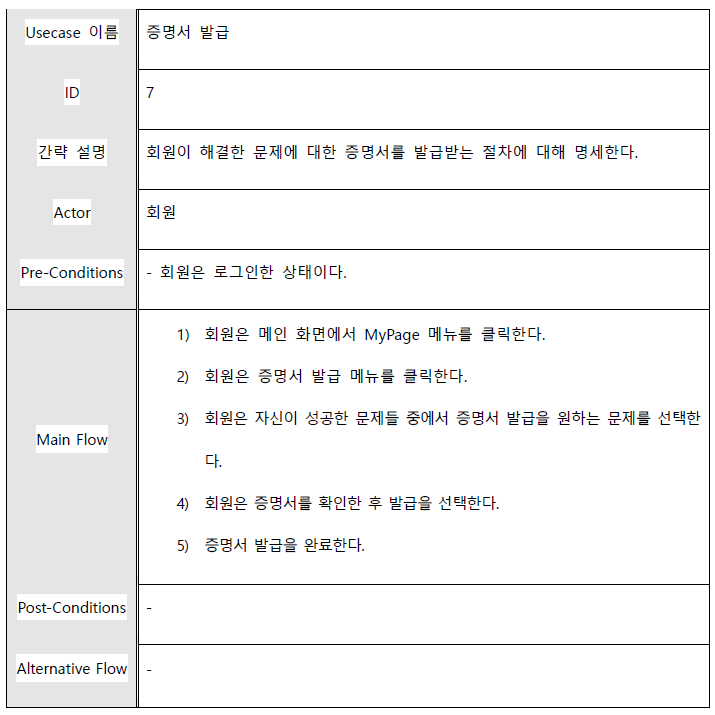 Usecase 이름
증명서 발급
ID
7
간략 설명
회원이 해결한 문제에 대한 증명서를 발급받는 절차에 대해 명세한다.
Actor
회원
Pre-Conditions
- 회원은 로그인한 상태이다.
Main Flow
1) 회원은 메인 화면에서 MyPage 메뉴를 클릭한다.
2) 회원은 증명서 발급 메뉴를 클릭한다.
3) 회원은 자신이 성공한 문제들 중에서 증명서 발급을 원하는 문제를 선택한
다.
4) 회원은 증명서를 확인한 후 발급을 선택한다.
5) 증명서 발급을 완료한다.
Post-Conditions
-
Alternative Flow
-